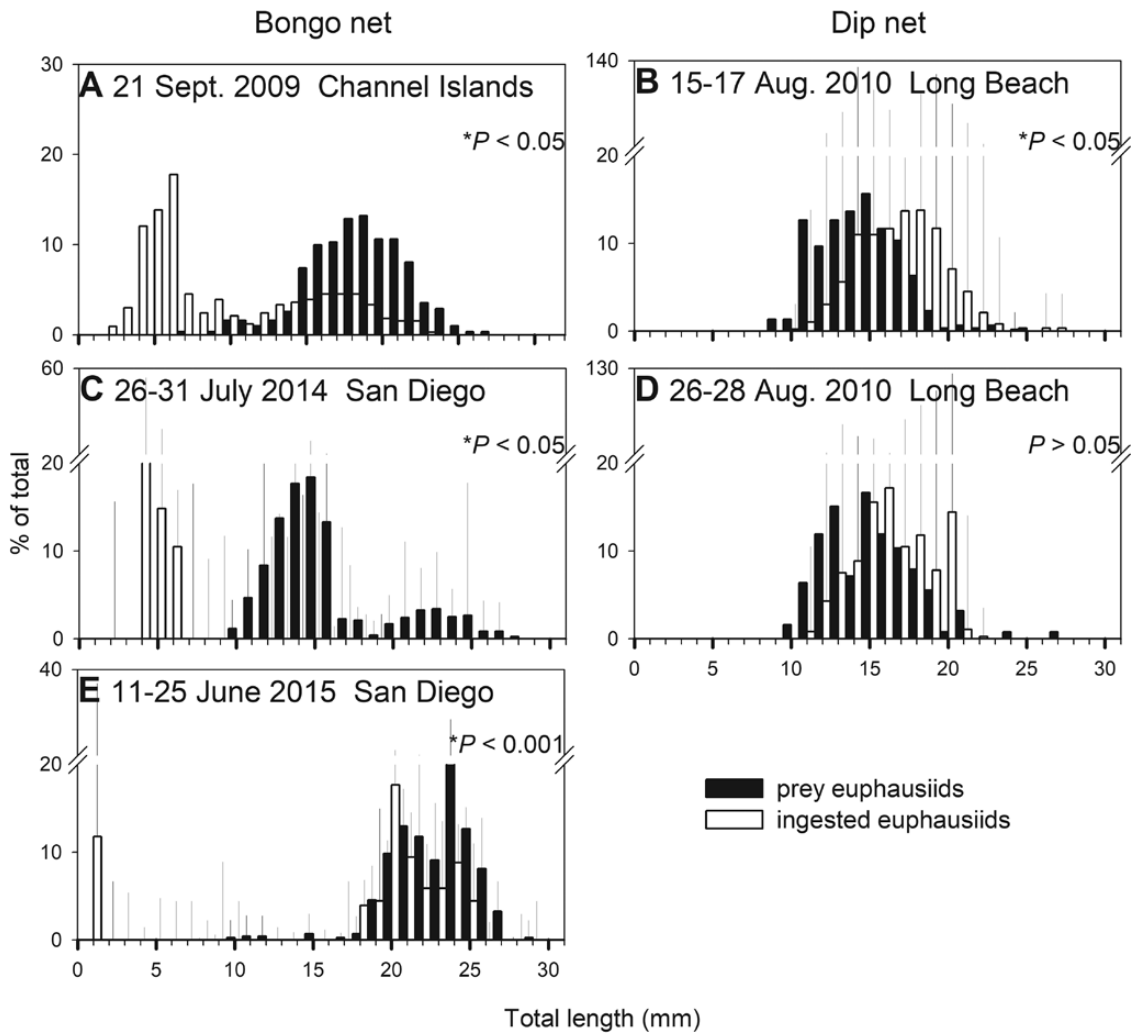 Bongo net
Dip net
A 21 Sept. 2009 Channel Islands
*P < 0.05
30
20
10
0
B 15-17 Aug. 2010 Long Beach
*P < 0.05
140
20
10
0
C 26-31 July 2014 San Diego
*P < 0.05
60
20
10
0
D 26-28 Aug. 2010 Long Beach
P > 0.05
130
20
10
0
0 5 10 15 20 25 30
E 11-25 June 2015 San Diego
*P < 0.001
40
20
10
0
0 5 10 15 20 25 30
% of total
prey euphausiids
ingested euphausiids
Total length (mm)